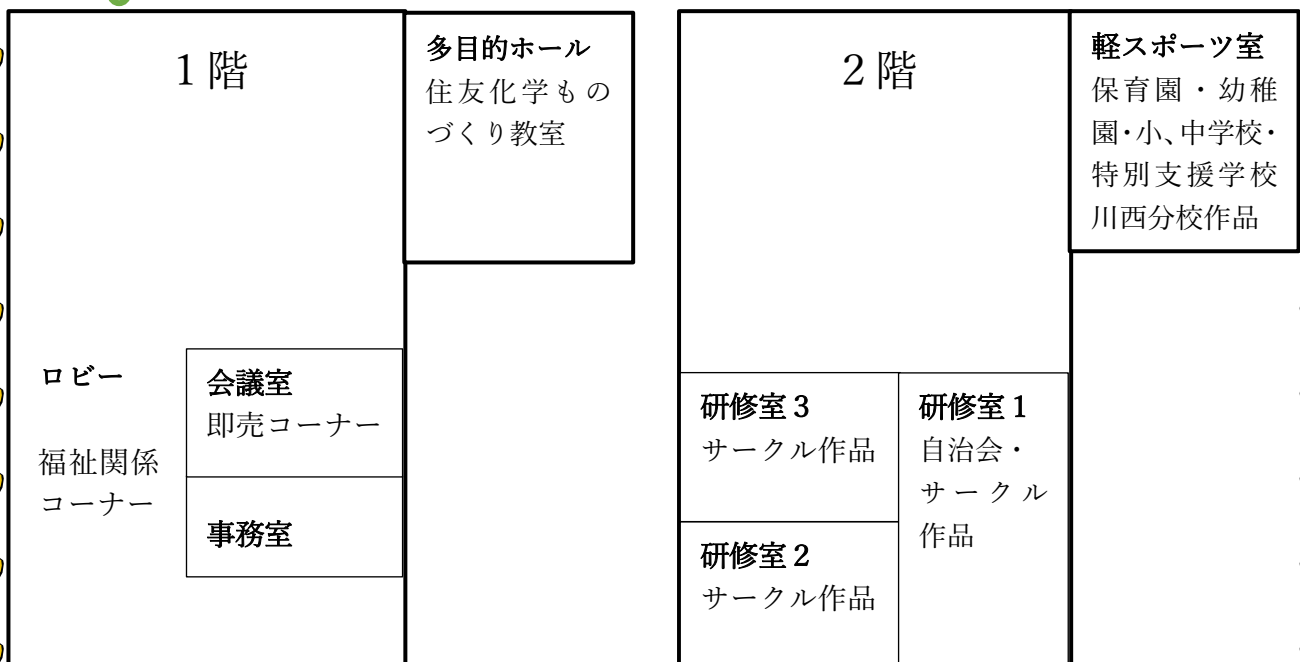 1階
多目的ホール
住友化学もの
づくり教室
ロビー
福祉関係
コーナー
会議室
即売コーナー
事務室
2階
軽スポーツ室
保育園・幼稚
園・小、中学校・
特別支援学校
川西分校作品
研修室3
サークル作品
研修室2
サークル作品
研修室1
自治会・
サークル
作品